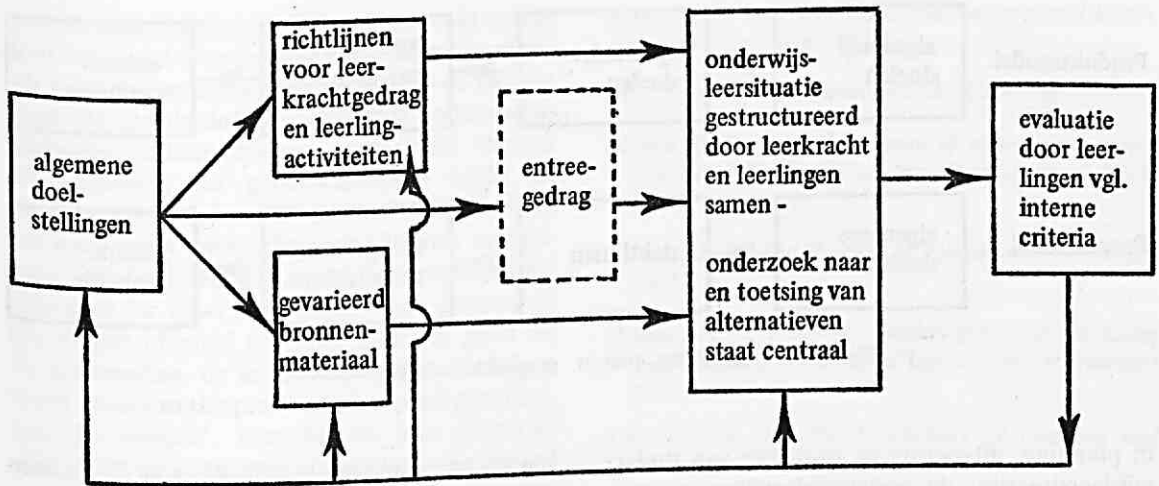 algemene
doel-
stellingen
richtlijnen
voor leer-
krachtgedrag
en leerling-
activiteiten
gevarieerd
bronnen-
materiaal
entree-
gedrag
onderwijs-
leersituatie
gestructureerd
door leerkracht
en leerlingen
samen -
onderzoek naar
en toetsing van
alternatieven
staat centraal
evaluatie
door leer-
lingen vgl.
interne
criteria